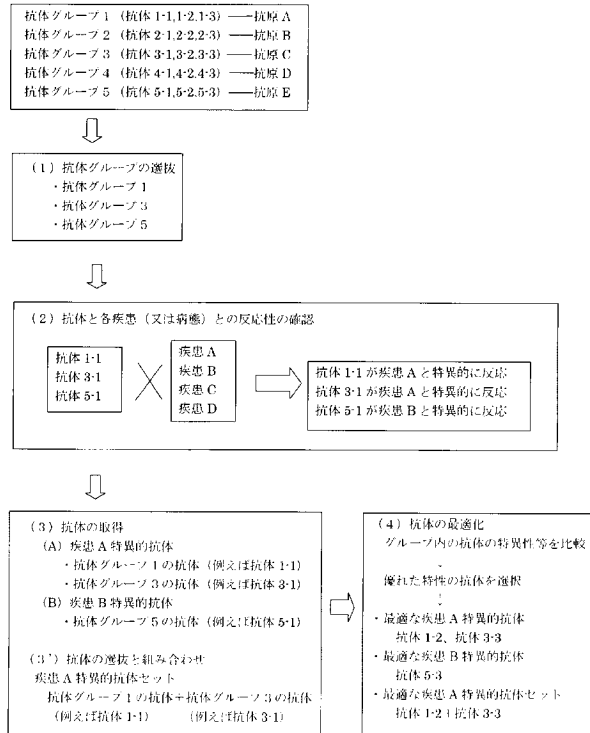 抗体グループ 1 (抗体 1-1,1-2,1-3) ――抗原 A
抗体グループ 2 (抗体 2-1,2-2,2-3) ――抗原 B
抗体グループ 3 (抗体 3-1,3-2,3-3) ――抗原 C
抗体グループ 4 (抗体 4-1,4-2,4-3) ――抗原 D
抗体グループ 5 (抗体 5-1,5-2,5-3) ――抗原 E
(1) 抗体グループの選抜
・抗体グループ 1
・抗体グループ 3
・抗体グループ 5
(2) 抗体と各疾患 (又は病態) との反応性の確認
抗体 1-1
抗体 3-1
抗体 5-1
疾患 A
疾患 B
疾患 C
疾患 D
抗体 1-1 が疾患 A と特異的に反応
抗体 3-1 が疾患 A と特異的に反応
抗体 5-1 が疾患 B と特異的に反応
(3) 抗体の取得
(A) 疾患 A 特異的抗体
・抗体グループ 1 の抗体 (例えば抗体 1-1)
・抗体グループ 3 の抗体 (例えば抗体 3-1)
(B) 疾患 B 特異的抗体
・抗体グループ 5 の抗体 (例えば抗体 5-1)
(3') 抗体の選抜と組み合わせ
疾患 A 特異的抗体セット
抗体グループ 1 の抗体+抗体グループ 3 の抗体
(例えば抗体 1-1) (例えば抗体 3-1)
(4) 抗体の最適化
グループ内の抗体の特異性等を比較
優れた特性の抗体を選択
・最適な疾患 A 特異的抗体
抗体 1-2、抗体 3-3
・最適な疾患 B 特異的抗体
抗体 5-3
・最適な疾患 A 特異的抗体セット
抗体 1-2+抗体 3-3